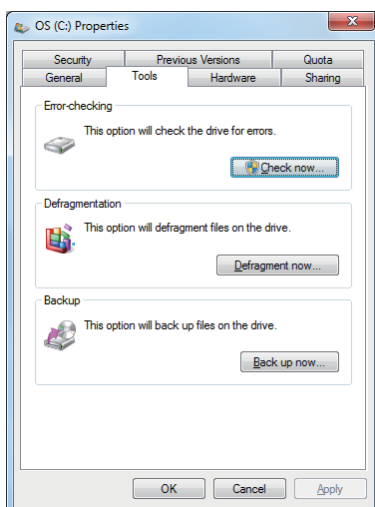 OS (C:) Properties
Security Previous Versions Quota
General Tools Hardware Sharing
Error-checking
This option will check the drive for errors.
Check now...
Defragmentation
This option will defragment files on the drive.
Defragment now...
Backup
This option will back up files on the drive.
Back up now...
OK Cancel Apply